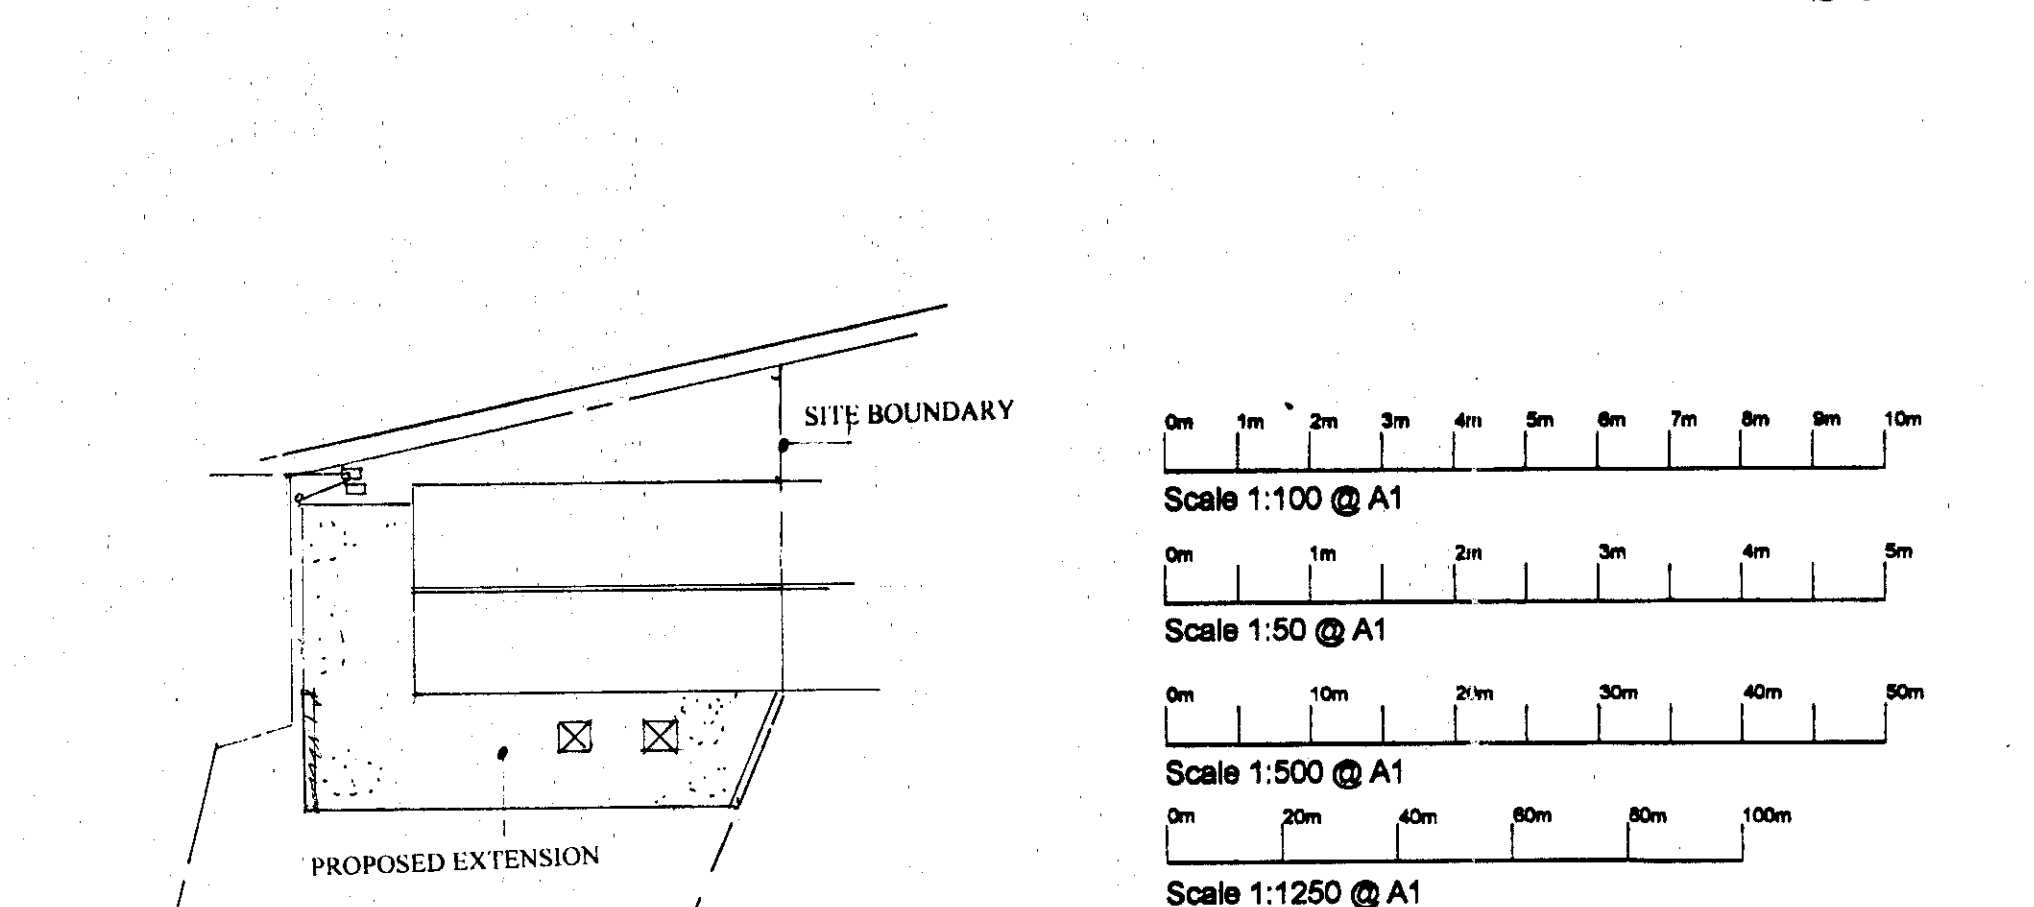 SITE BOUNDARY
PROPOSED EXTENSION
0m 1m 2m 3m 4m 5m 6m 7m 8m 9m 10m
Scale 1:100 @ A1
0m 1m 2m 3m 4m 5m
Scale 1:50 @ A1
0m 10m 20m 30m 40m 50m
Scale 1:500 @ A1
0m 20m 40m 60m 80m 100m
Scale 1:1250 @ A1